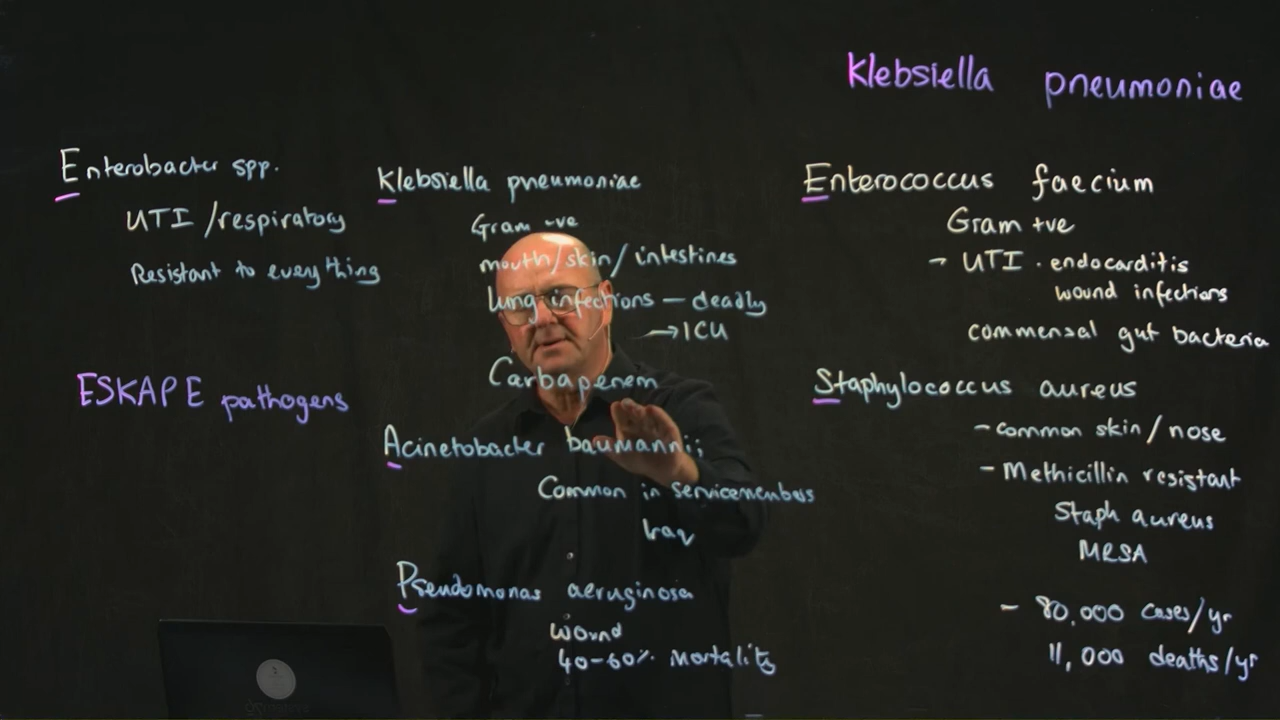 Klebsiella pneumoniae
Enterobacter spp.
UTI / respiratory
Resistant to everything
ESKAPE pathogens
Klebsiella pneumoniae
Gram -ve
mouth / skin / intestines
lung infections — deadly
→ ICU
Carbapenem
Acinetobacter baumannii
Common in servicemembers
Iraq
Pseudomonas aeruginosa
Wound
40-60% Mortality
Enterococcus faecium
Gram +ve
- UTI . endocarditis
wound infections
commensal gut bacteria
Staphylococcus aureus
- common skin / nose
- Methicillin resistant
Staph aureus
MRSA
- 80,000 cases/yr
11,000 deaths/yr